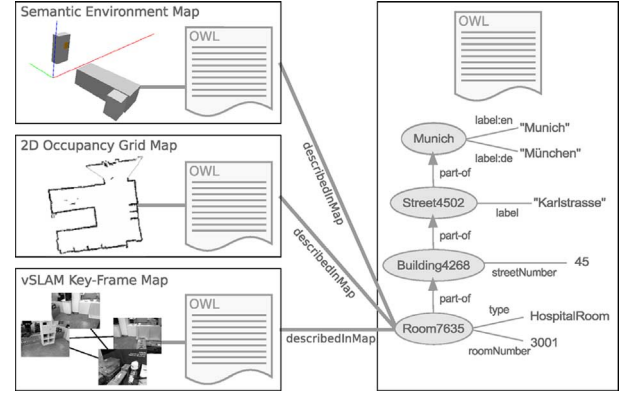 Semantic Environment Map
OWL
2D Occupancy Grid Map
OWL
vSLAM Key-Frame Map
OWL
describedInMap
describedInMap
describedInMap
label:en
"Munich"
Munich
label:de
"München"
part-of
Street4502
label
"Karlstrasse"
part-of
Building4268
streetNumber
45
part-of
Room7635
type
HospitalRoom
roomNumber
3001